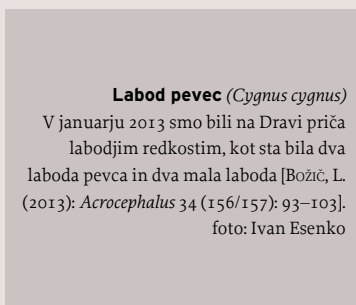 Labod pevec (Cygnus cygnus)
V januarju 2013 smo bili na Dravi priča
labodjim redkostim, kot sta bila dva
laboda pevca in dva mala laboda [Božič, L.
(2013): Acrocephalus 34 (156/157): 93–103].
foto: Ivan Esenko